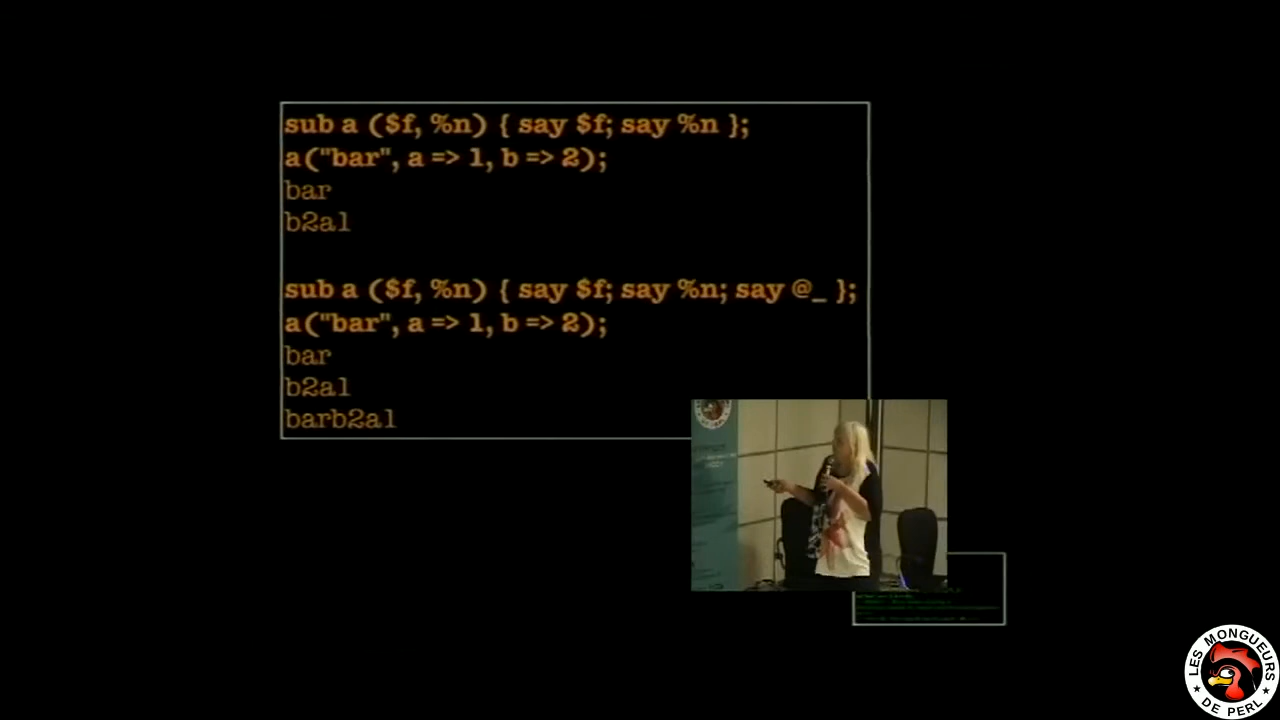 sub a ($f, %n) { say $f; say %n };
a("bar", a => 1, b => 2);
bar
b2a1

sub a ($f, %n) { say $f; say %n; say @_ };
a("bar", a => 1, b => 2);
bar
b2a1
barb2a1
LES MONGUEURS
DE PERL